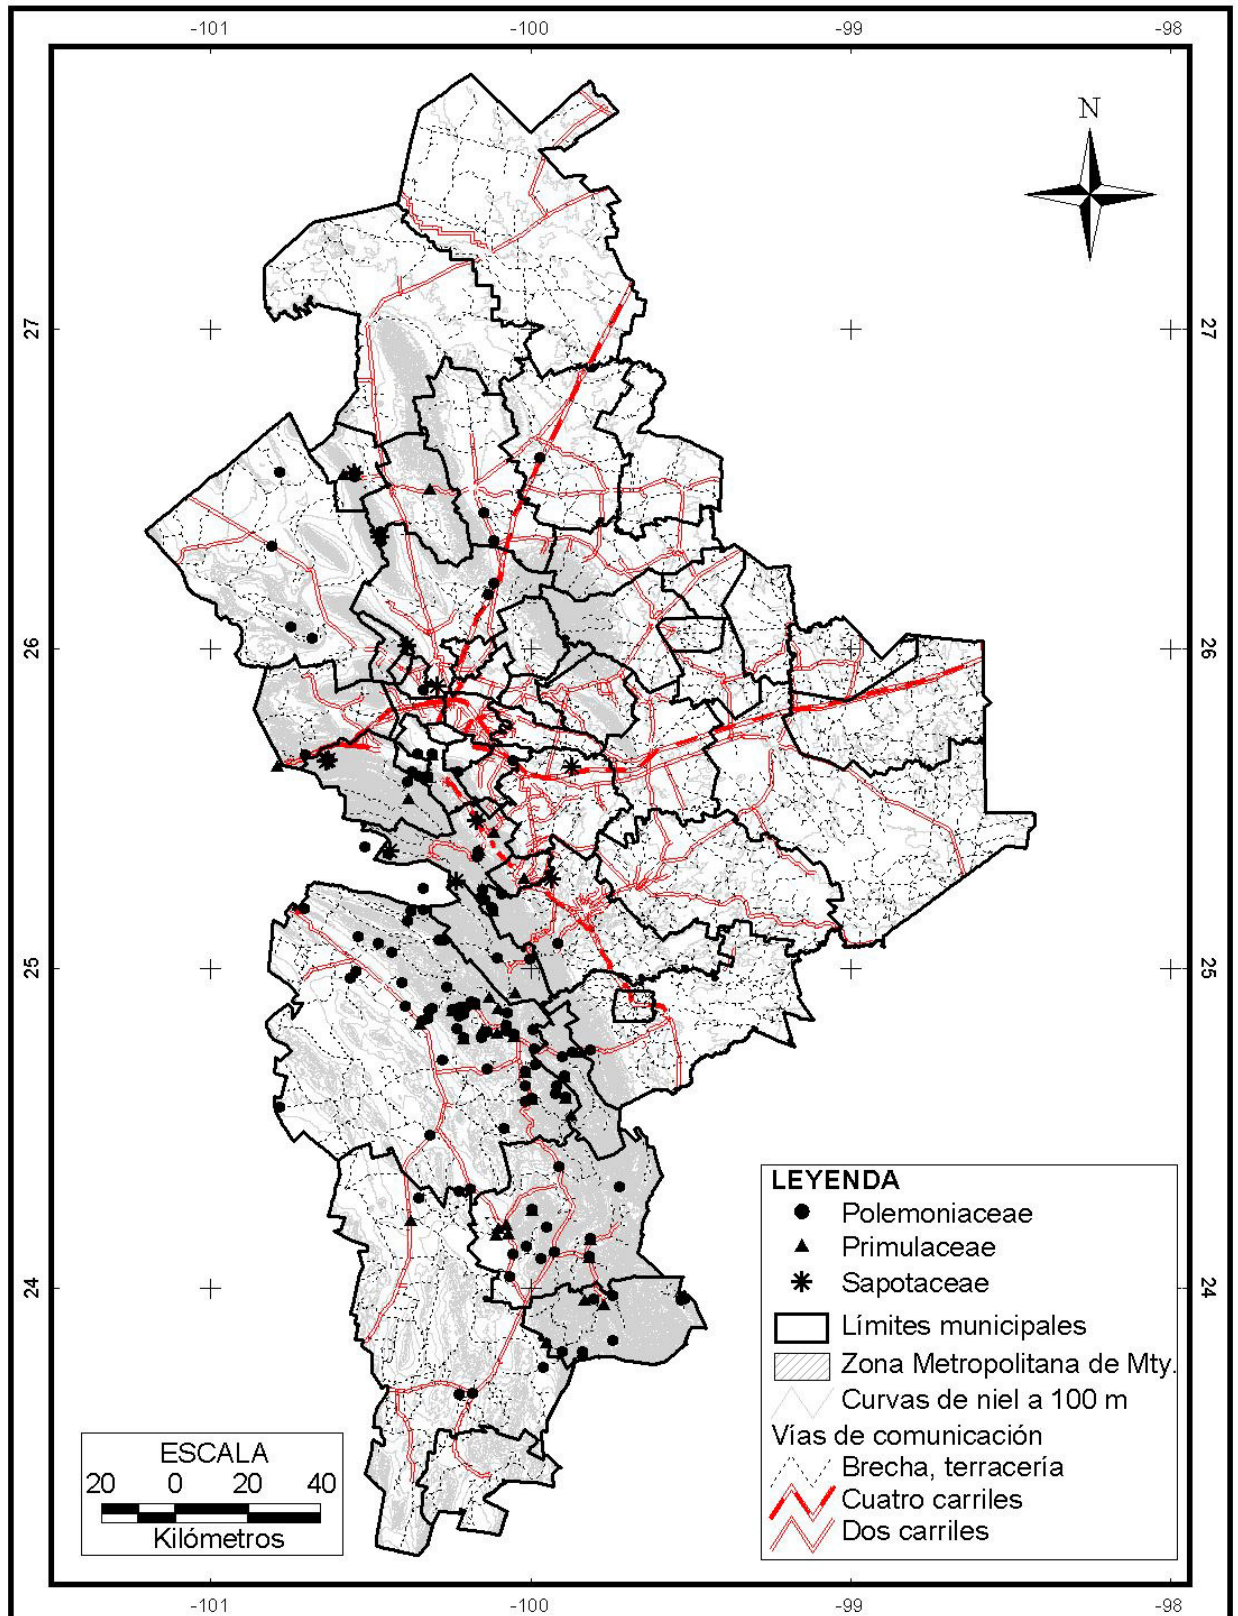 -101 -100 -99 -98
N
27 27
26 26
25 25
24 24
LEYENDA
Polemoniaceae
Primulaceae
Sapotaceae
Límites municipales
Zona Metropolitana de Mty.
Curvas de niel a 100 m
Vías de comunicación
Brecha, terracería
Cuatro carriles
Dos carriles
ESCALA
20 0 20 40
Kilómetros
-101 -100 -99 -98